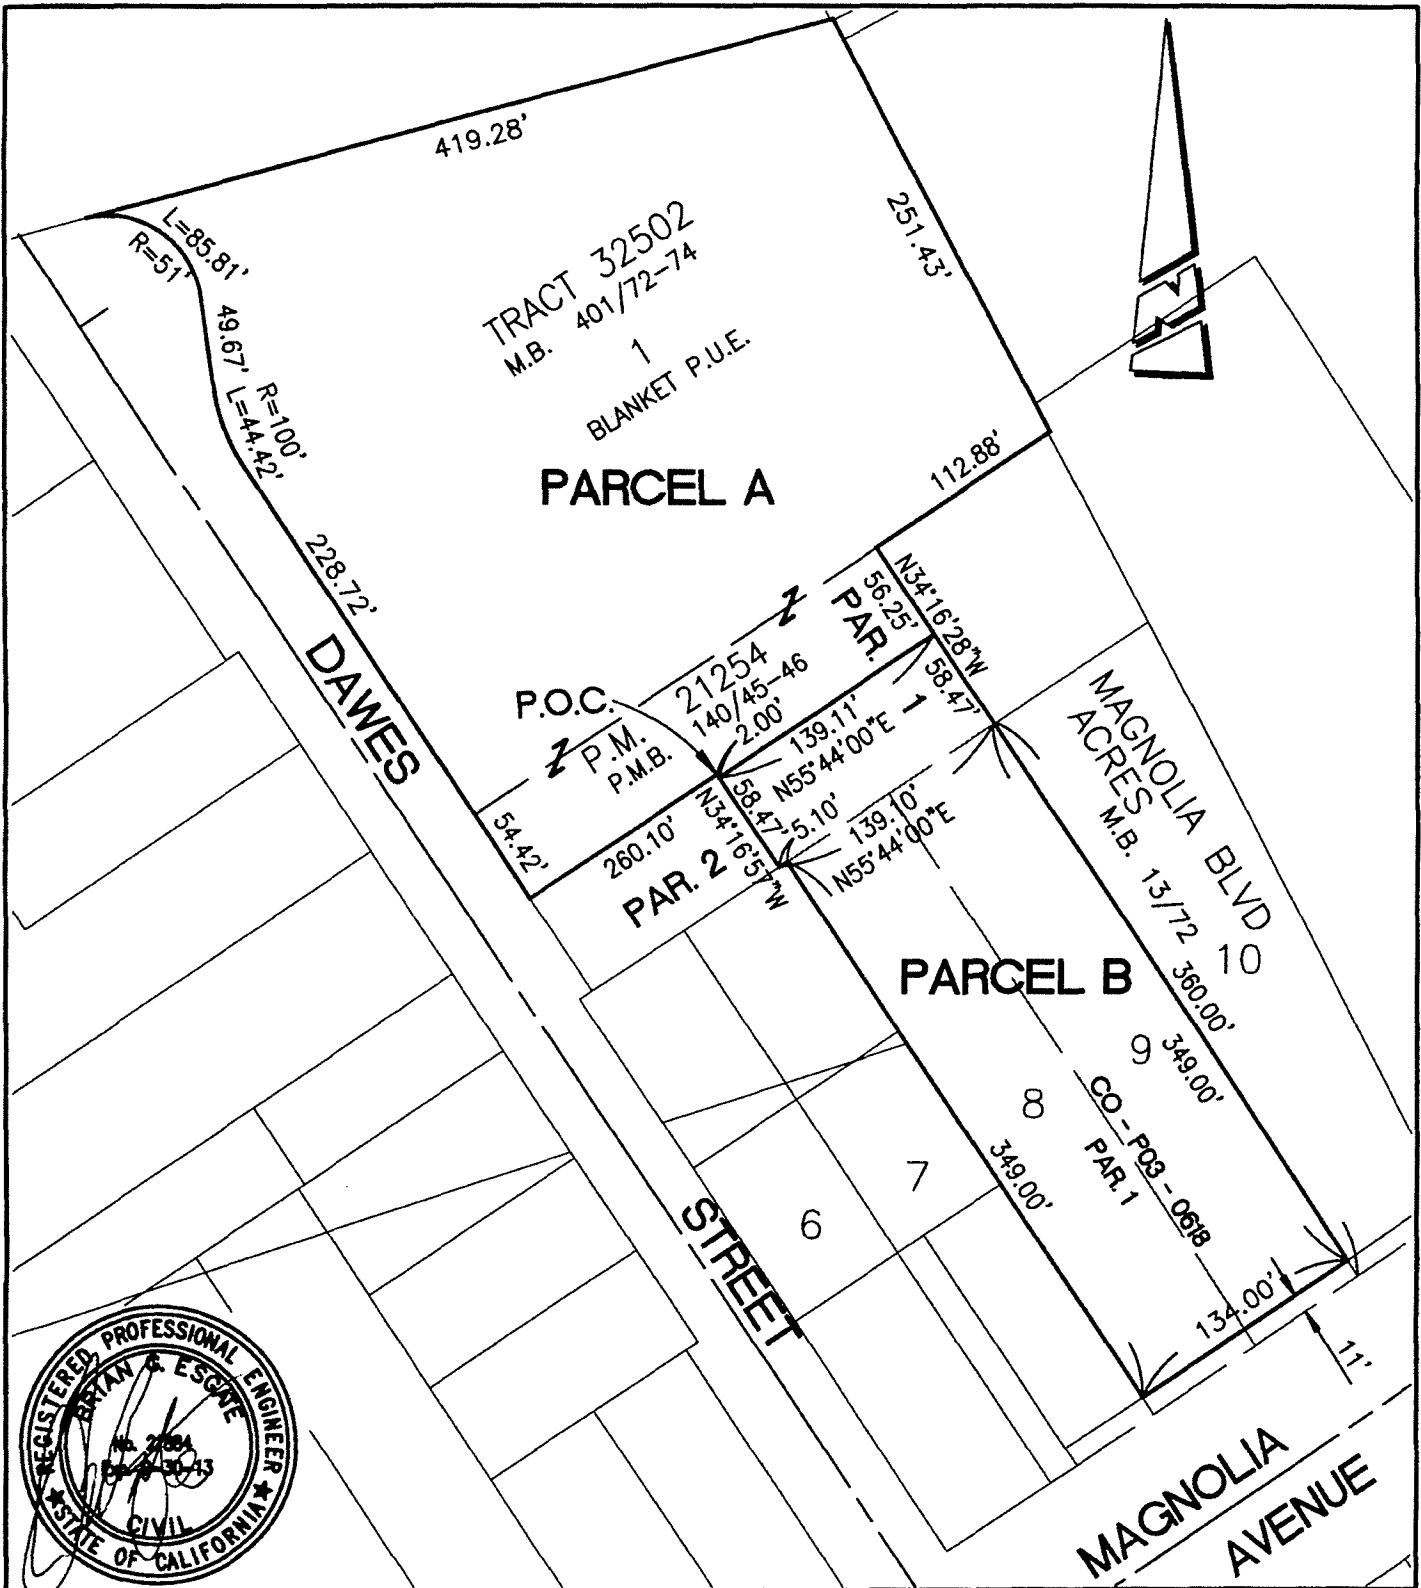 419.28'
L=85.81'
R=51'
49.67'
R=100'
L=44.42'
251.43'
TRACT 32502
M.B. 401/72-74
1
BLANKET P.U.E.
PARCEL A
112.88'
228.72'
DAWES
N34°16'28"W
56.25'
58.47'
PAR.
1
21254
140/45-46
2.00'
P.O.C.
P.M.
P.M.B.
139.11'
N55°44'00"E
54.42'
260.10'
PAR. 2
58.47'
N34°16'57"W
5.10'
139.10'
N55°44'00"E
MAGNOLIA BLVD
ACRES
M.B. 13/72
10
PARCEL B
360.00'
349.00'
9
8
CO - P03 - 0618
PAR. 1
7
349.00'
6
STREET
134.00'
11'
MAGNOLIA
AVENUE
REGISTERED PROFESSIONAL ENGINEER
BRIAN G. ESGATE
No.
CIVIL
STATE OF CALIFORNIA